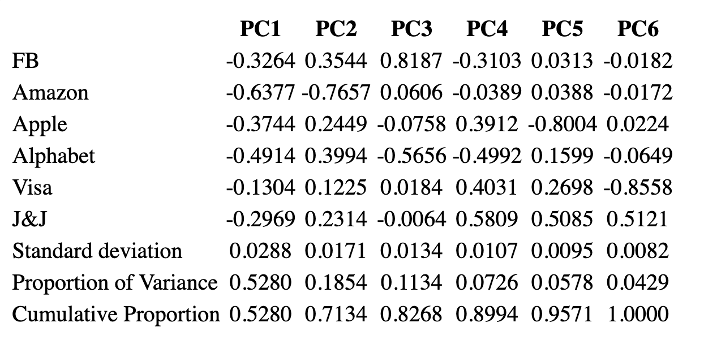 PC1 PC2 PC3 PC4 PC5 PC6
FB -0.3264 0.3544 0.8187 -0.3103 0.0313 -0.0182
Amazon -0.6377 -0.7657 0.0606 -0.0389 0.0388 -0.0172
Apple -0.3744 0.2449 -0.0758 0.3912 -0.8004 0.0224
Alphabet -0.4914 0.3994 -0.5656 -0.4992 0.1599 -0.0649
Visa -0.1304 0.1225 0.0184 0.4031 0.2698 -0.8558
J&J -0.2969 0.2314 -0.0064 0.5809 0.5085 0.5121
Standard deviation 0.0288 0.0171 0.0134 0.0107 0.0095 0.0082
Proportion of Variance 0.5280 0.1854 0.1134 0.0726 0.0578 0.0429
Cumulative Proportion 0.5280 0.7134 0.8268 0.8994 0.9571 1.0000